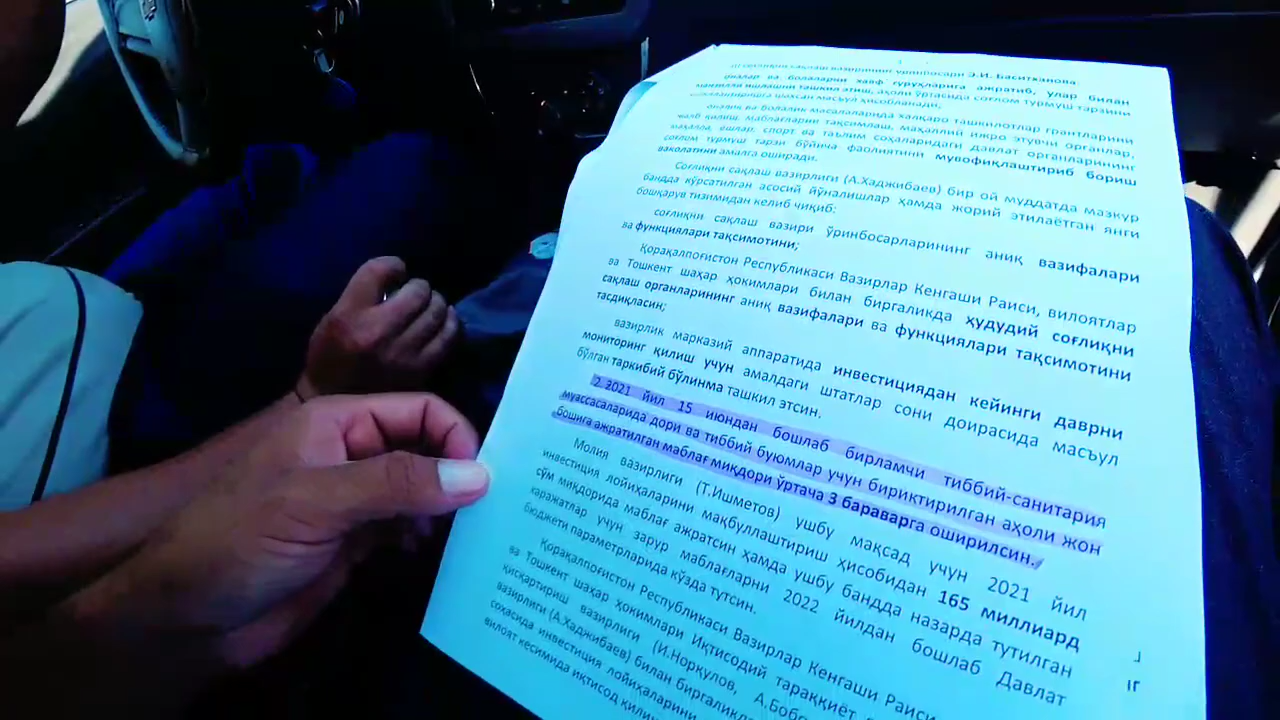 соғлиқни сақлаш вазирининг ўринбосари Э.И. Баситханова
оналар ва болаларни хавф гуруҳларига ажратиб, улар билан
манзилли ишлашни ташкил этиш, аҳоли ўртасида соғлом турмуш тарзини
шахсан масъул ҳисобланади;
оналик ва болалик масалаларида халқаро ташкилотлар грантларини
жалб қилиш, маблағларни тақсимлаш, маҳаллий ижро этувчи органлар,
маҳалла, ёшлар, спорт ва таълим соҳаларидаги давлат органларининг
соғлом турмуш тарзи бўйича фаолиятини мувофиқлаштириб бориш
ваколатини амалга оширади.
Соғлиқни сақлаш вазирлиги (А.Хаджибаев) бир ой муддатда мазкур
бандда кўрсатилган асосий йўналишлар ҳамда жорий этилаётган янги
бошқарув тизимидан келиб чиқиб:
соғлиқни сақлаш вазири ўринбосарларининг аниқ вазифалари
ва функциялари тақсимотини;
Қорақалпоғистон Республикаси Вазирлар Кенгаши Раиси, вилоятлар
ва Тошкент шаҳар ҳокимлари билан биргаликда ҳудудий соғлиқни
сақлаш органларининг аниқ вазифалари ва функциялари тақсимотини
тасдиқласин;
вазирлик марказий аппаратида инвестициядан кейинги даврни
мониторинг қилиш учун амалдаги штатлар сони доирасида масъул
бўлган таркибий бўлинма ташкил этсин.
2. 2021 йил 15 июндан бошлаб бирламчи тиббий-санитария
муассасаларида дори ва тиббий буюмлар учун бириктирилган аҳоли жон
бошига ажратилган маблағ миқдори ўртача 3 бараварга оширилсин.
Молия вазирлиги (Т.Ишметов) ушбу мақсад учун 2021 йил
инвестиция лойиҳаларини мақбуллаштириш ҳисобидан 165 миллиард
сўм миқдорида маблағ ажратсин ҳамда ушбу бандда назарда тутилган
харажатлар учун зарур маблағларни 2022 йилдан бошлаб Давлат
бюджети параметрларида кўзда тутсин.
Қорақалпоғистон Республикаси Вазирлар Кенгаши Раиси
ва Тошкент шаҳар ҳокимлари Иқтисодий тараққиёт
қисқартириш вазирлиги (И.Норқулов, А.Бобо
вазирлиги (А.Хаджибаев) билан биргаликда
соҳасида инвестиция лойиҳаларини
вилоят кесимида иқтисод қилин